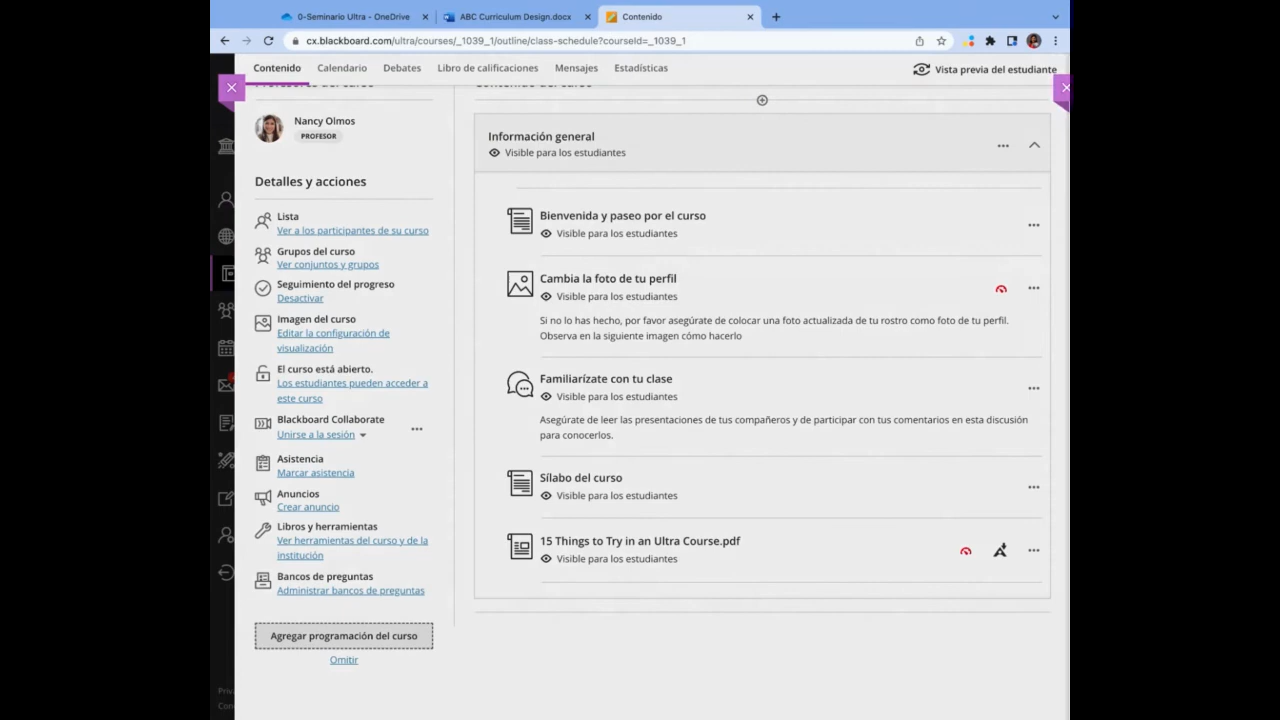 0-Seminario Ultra - OneDrive
ABC Curriculum Design.docx
Contenido
cx.blackboard.com/ultra/courses/_1039_1/outline/class-schedule?courseId=_1039_1
Contenido
Calendario
Debates
Libro de calificaciones
Mensajes
Estadísticas
Vista previa del estudiante
Nancy Olmos
PROFESOR
Detalles y acciones
Lista
Ver a los participantes de su curso
Grupos del curso
Ver conjuntos y grupos
Seguimiento del progreso
Desactivar
Imagen del curso
Editar la configuración de
visualización
El curso está abierto.
Los estudiantes pueden acceder a
este curso
Blackboard Collaborate
Unirse a la sesión
Asistencia
Marcar asistencia
Anuncios
Crear anuncio
Libros y herramientas
Ver herramientas del curso y de la
institución
Bancos de preguntas
Administrar bancos de preguntas
Agregar programación del curso
Omitir
Información general
Visible para los estudiantes
Bienvenida y paseo por el curso
Visible para los estudiantes
Cambia la foto de tu perfil
Visible para los estudiantes
Si no lo has hecho, por favor asegúrate de colocar una foto actualizada de tu rostro como foto de tu perfil.
Observa en la siguiente imagen cómo hacerlo
Familiarízate con tu clase
Visible para los estudiantes
Asegúrate de leer las presentaciones de tus compañeros y de participar con tus comentarios en esta discusión
para conocerlos.
Sílabo del curso
Visible para los estudiantes
15 Things to Try in an Ultra Course.pdf
Visible para los estudiantes